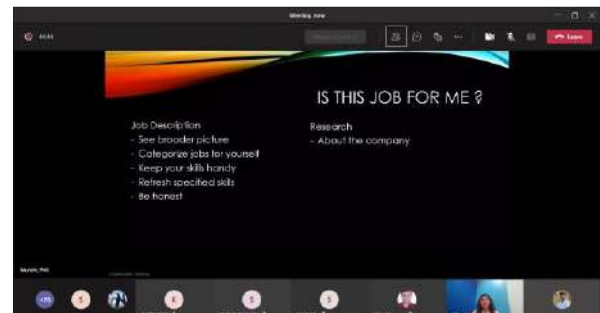 Meeting now
Leave
IS THIS JOB FOR ME ?
Job Description
- See broader picture
- Categorize jobs for yourself
- Keep your skills handy
- Refresh specified skills
- Be honest
Research
- About the company
S
K
S
S